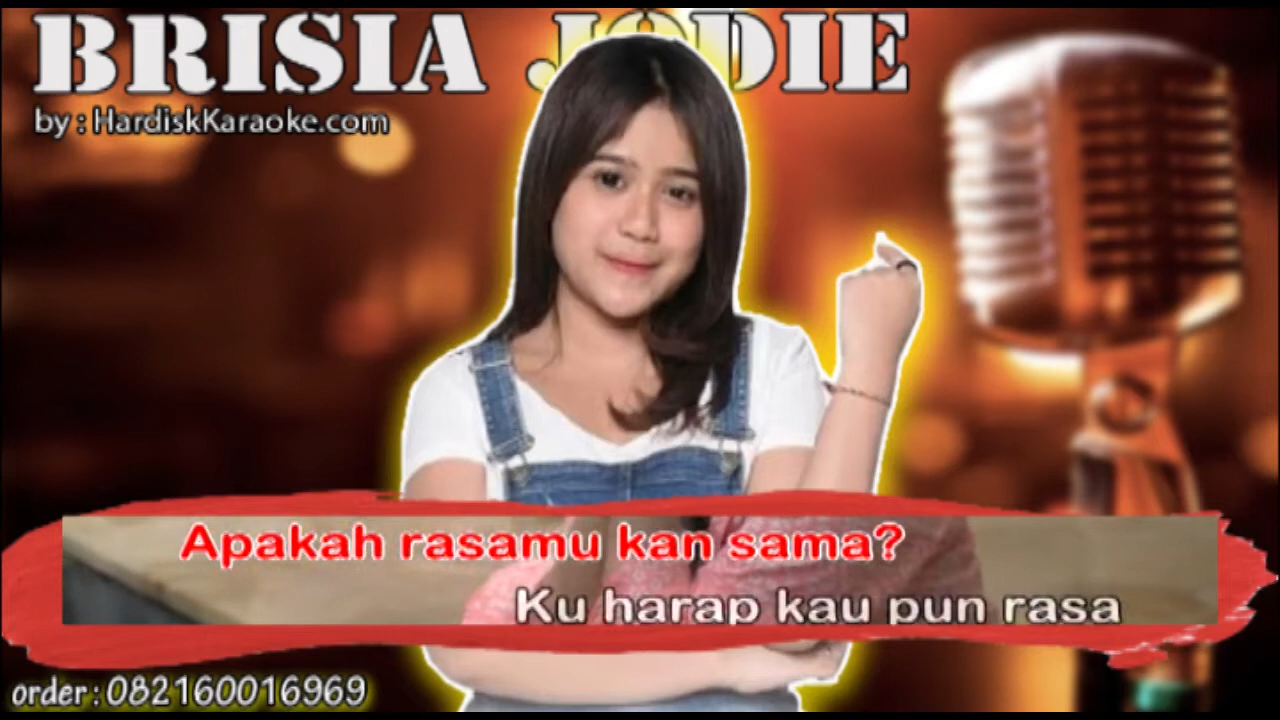 BRISIA JODIE
by : HardiskKaraoke.com
Apakah rasamu kan sama?
Ku harap kau pun rasa
order : 082160016969